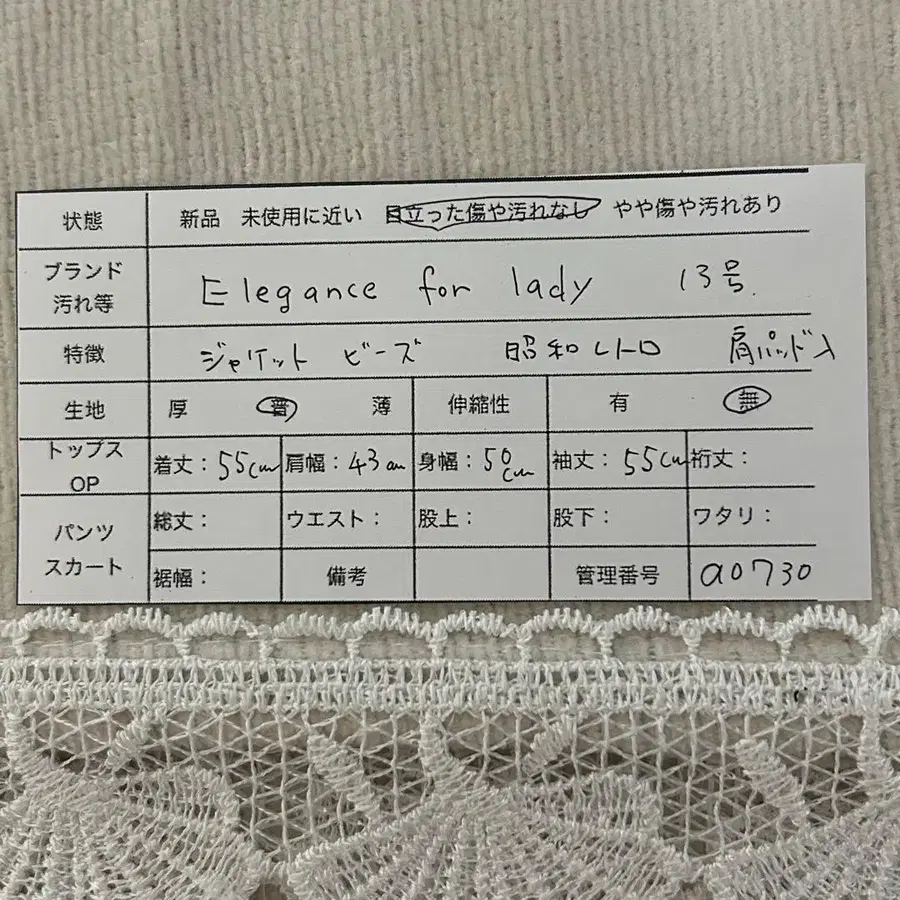 状態 新品 未使用に近い 目立った傷や汚れなし やや傷や汚れあり
ブランド
汚れ等 Elegance for lady 13号.
特徴 ジャケット ビーズ 昭和レトロ 肩パッド入
生地 厚 普 薄 伸縮性 有 無
トップス
OP 着丈：55cm 肩幅：43cm 身幅：50cm 袖丈：55cm 裄丈：
パンツ
スカート 総丈： ウエスト： 股上： 股下： ワタリ：
裾幅： 備考 管理番号 a0730